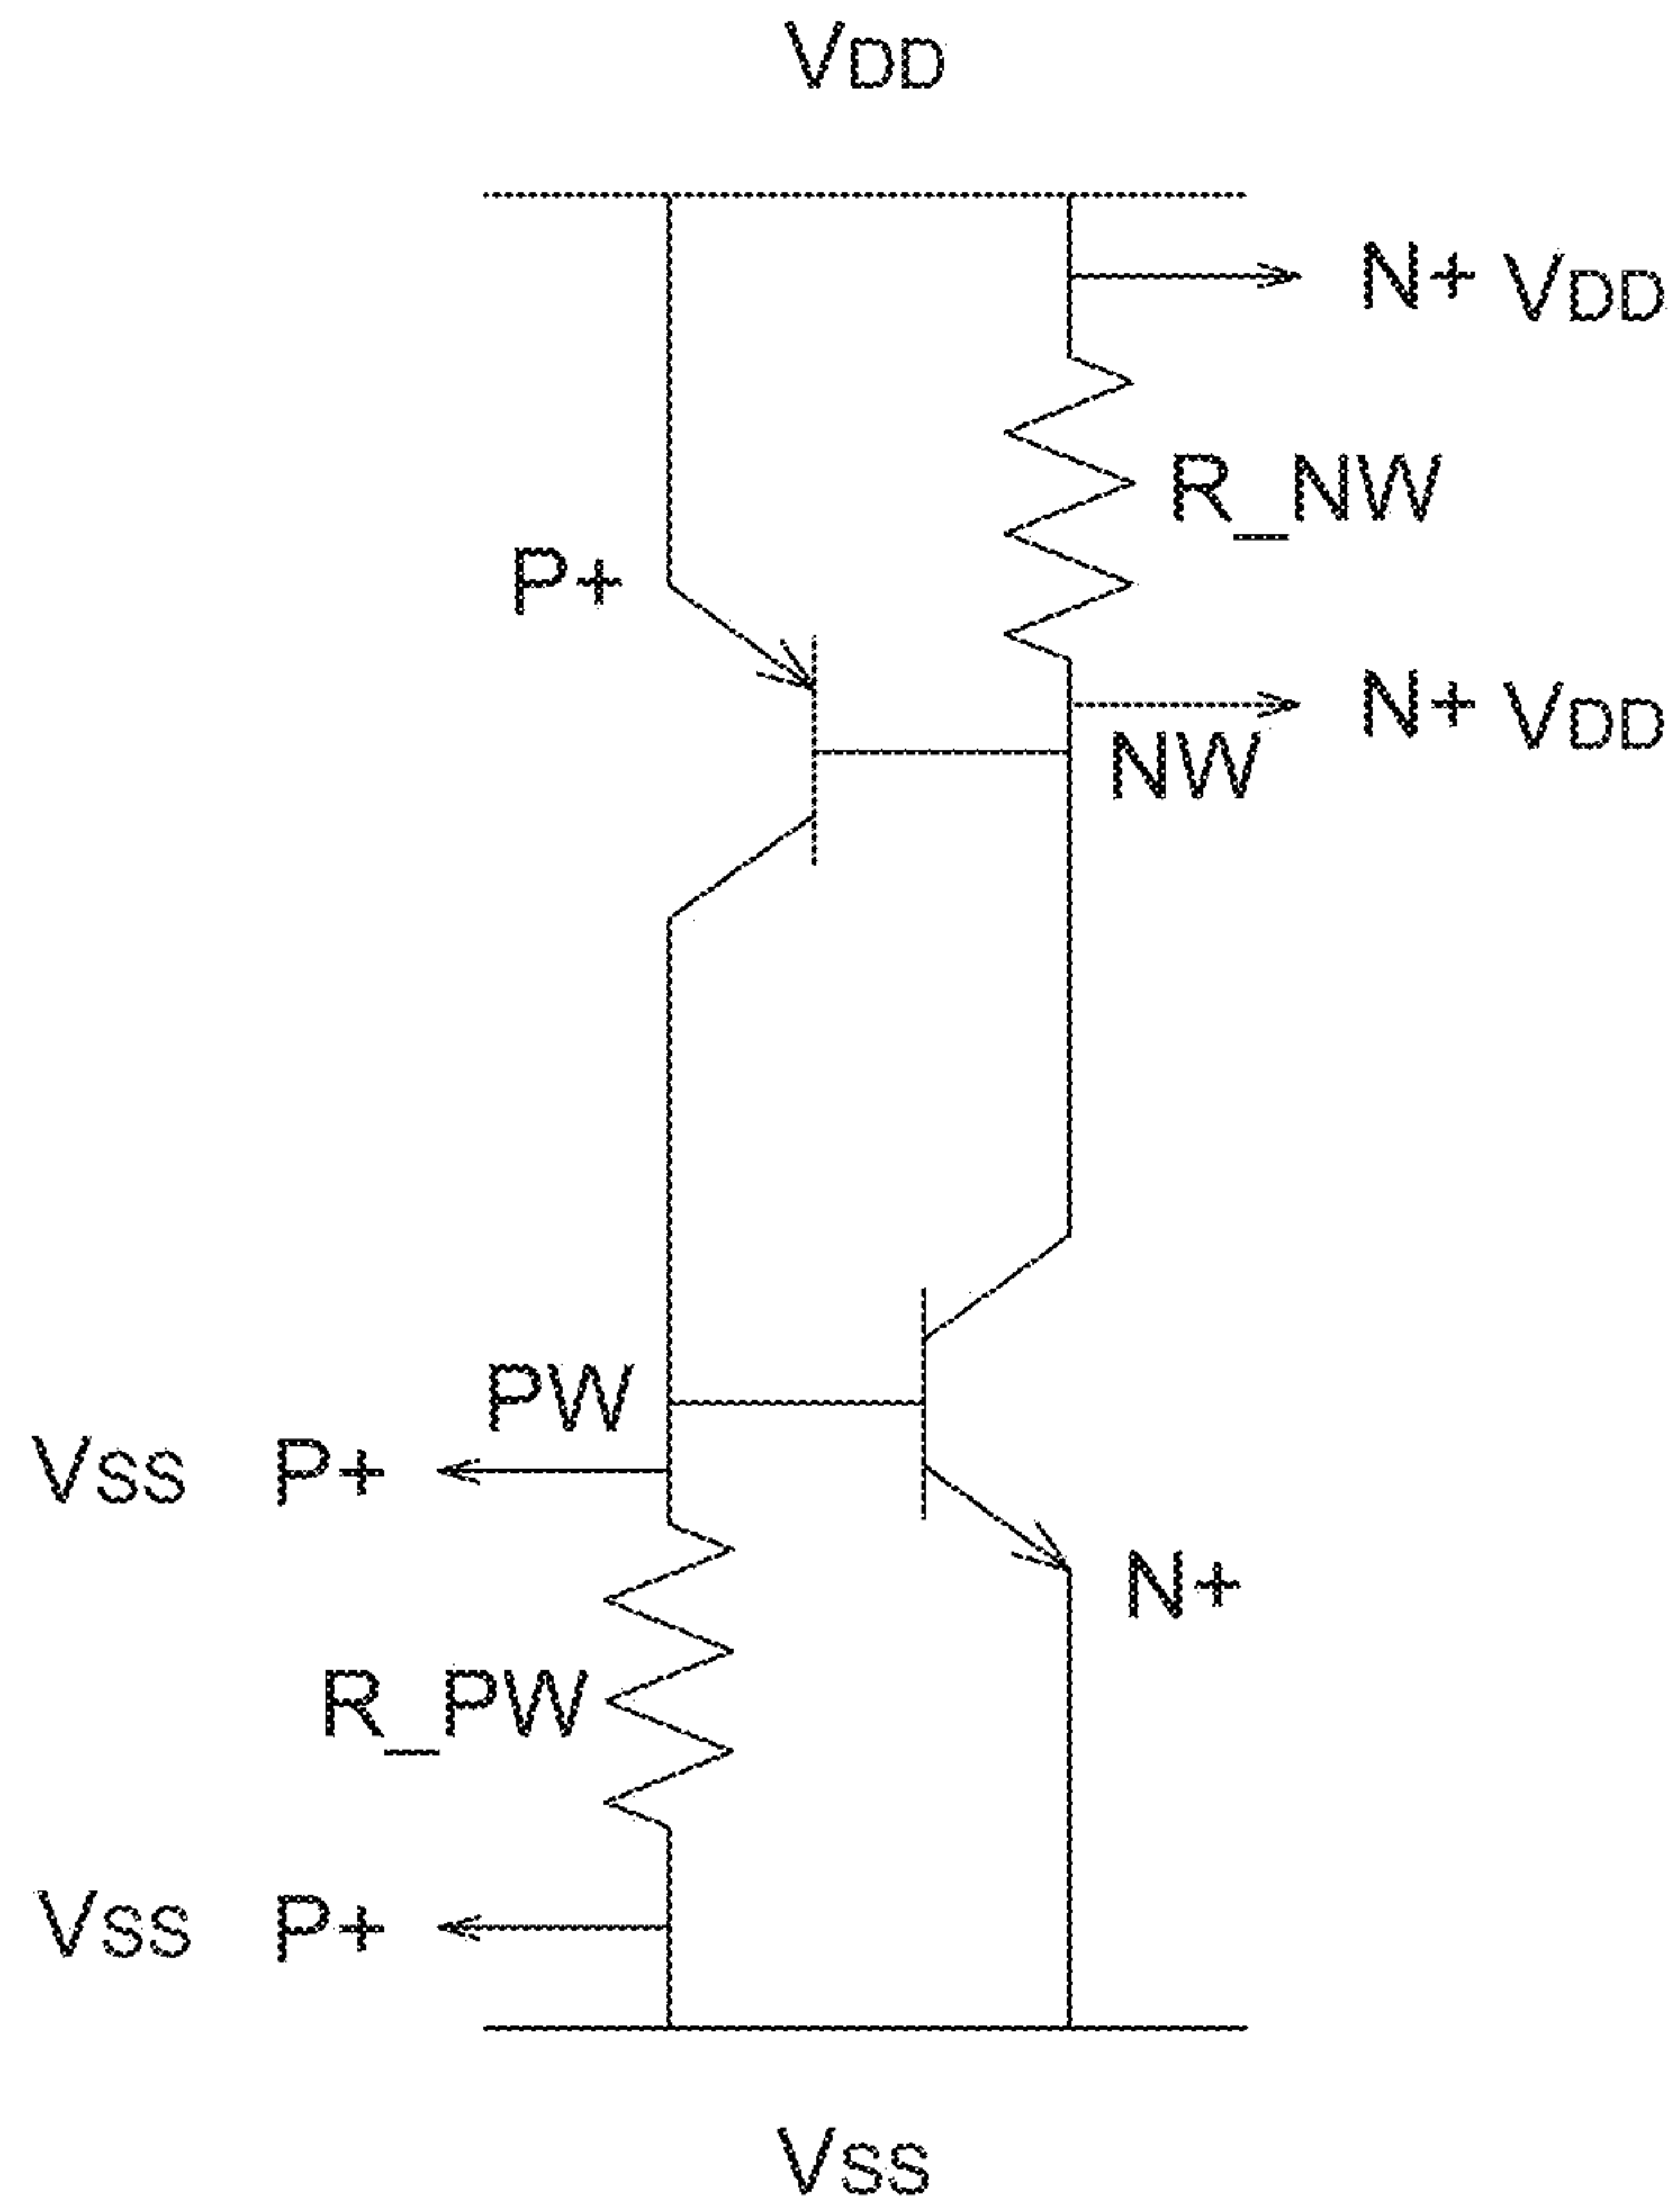 VDD
N+ VDD
R_NW
P+
N+ VDD
NW
PW
VSS P+
N+
R_PW
VSS P+
VSS